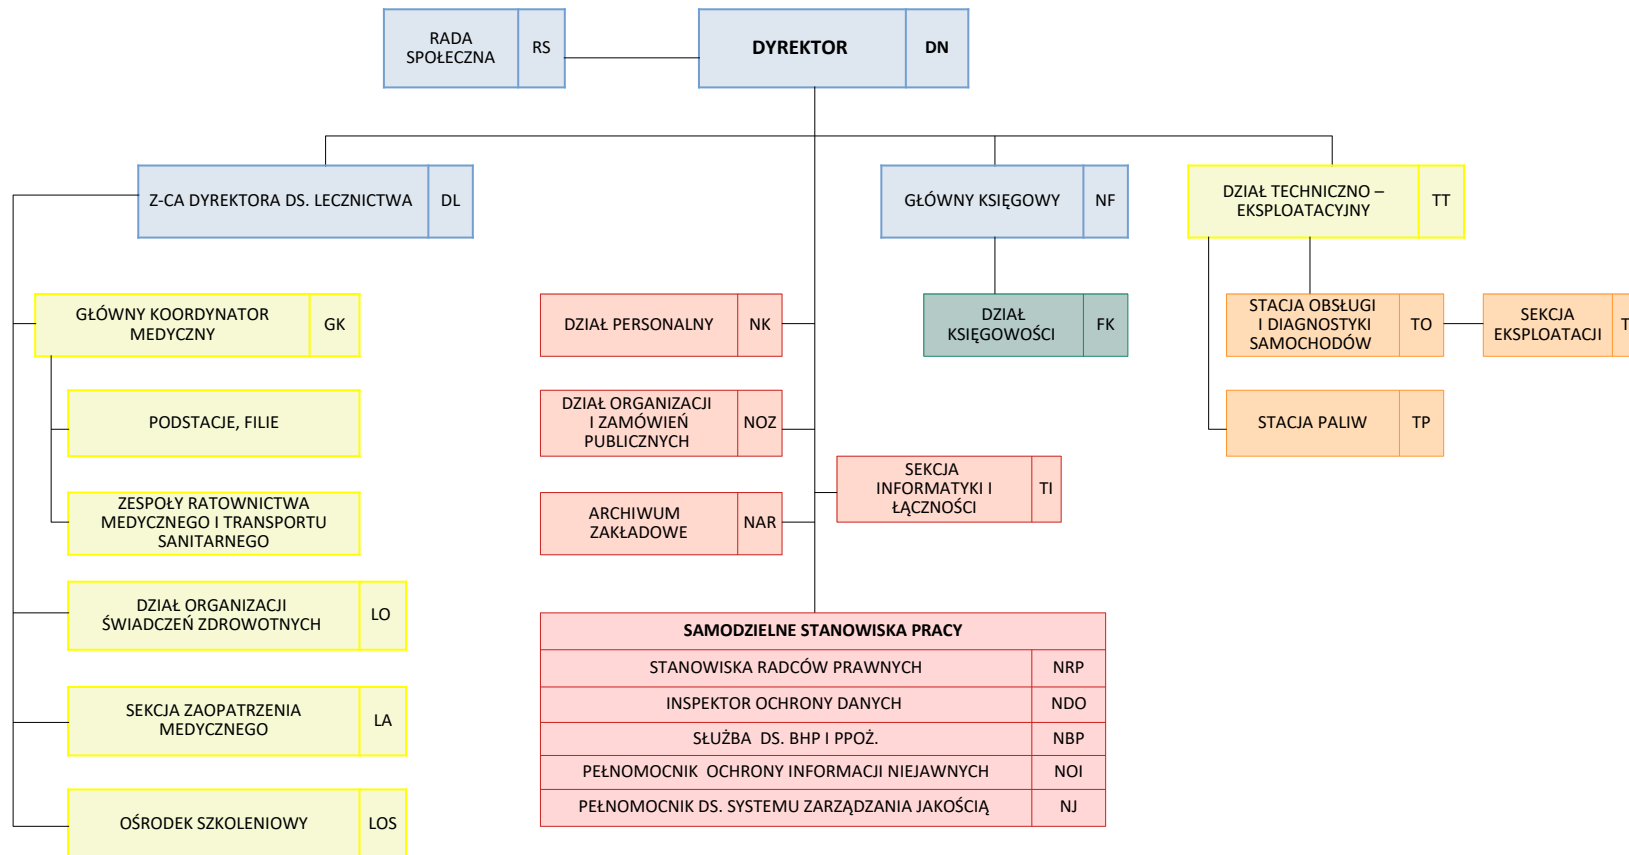 RADA
SPOŁECZNA
RS
DYREKTOR
DN
Z-CA DYREKTORA DS. LECZNICTWA
DL
GŁÓWNY KSIĘGOWY
NF
DZIAŁ TECHNICZNO –
EKSPLOATACYJNY
TT
GŁÓWNY KOORDYNATOR
MEDYCZNY
GK
DZIAŁ PERSONALNY
NK
DZIAŁ
KSIĘGOWOŚCI
FK
STACJA OBSŁUGI
I DIAGNOSTYKI
SAMOCHODÓW
TO
SEKCJA
EKSPLOATACJI
PODSTACJE, FILIE
DZIAŁ ORGANIZACJI
I ZAMÓWIEŃ
PUBLICZNYCH
NOZ
STACJA PALIW
TP
SEKCJA
INFORMATYKI I
ŁĄCZNOŚCI
TI
ZESPOŁY RATOWNICTWA
MEDYCZNEGO I TRANSPORTU
SANITARNEGO
ARCHIWUM
ZAKŁADOWE
NAR
DZIAŁ ORGANIZACJI
ŚWIADCZEŃ ZDROWOTNYCH
LO
SEKCJA ZAOPATRZENIA
MEDYCZNEGO
LA
OŚRODEK SZKOLENIOWY
LOS
SAMODZIELNE STANOWISKA PRACY
STANOWISKA RADCÓW PRAWNYCH
NRP
INSPEKTOR OCHRONY DANYCH
NDO
SŁUŻBA DS. BHP I PPOŻ.
NBP
PEŁNOMOCNIK OCHRONY INFORMACJI NIEJAWNYCH
NOI
PEŁNOMOCNIK DS. SYSTEMU ZARZĄDZANIA JAKOŚCIĄ
NJ